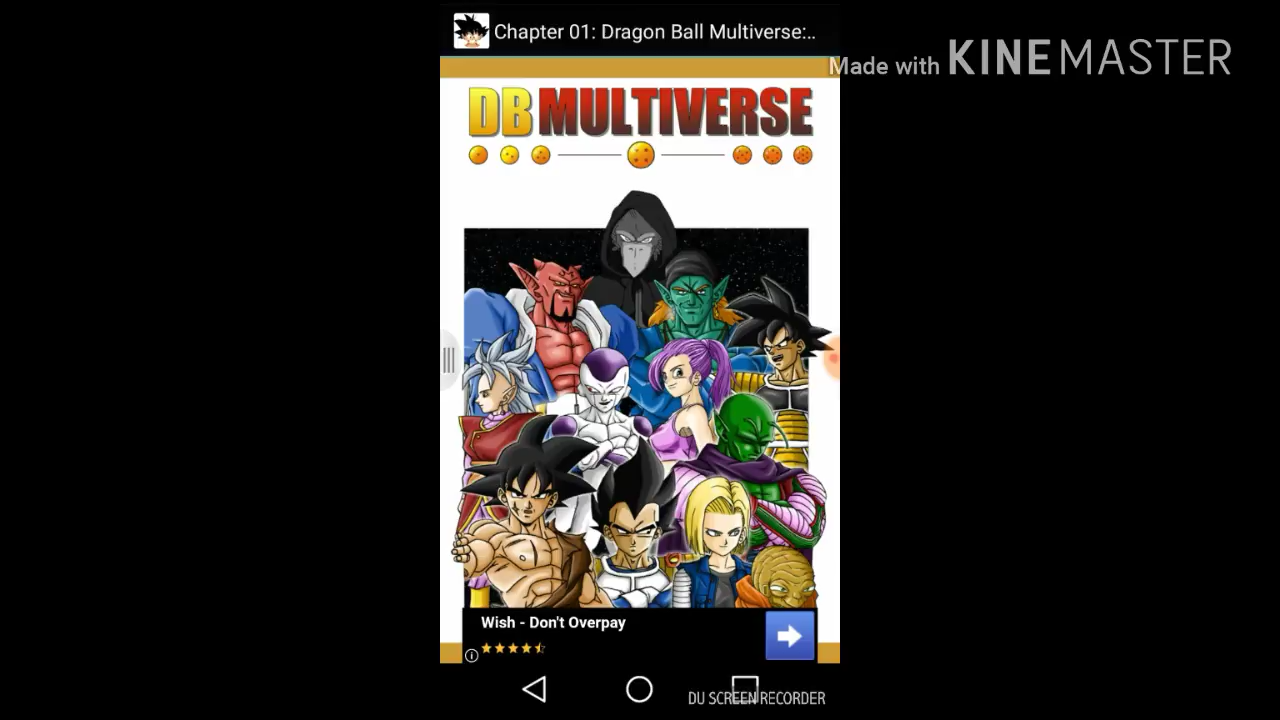 Chapter 01: Dragon Ball Multiverse:..
Made with KINEMASTER
DB MULTIVERSE
Wish - Don't Overpay
DU SCREEN RECORDER